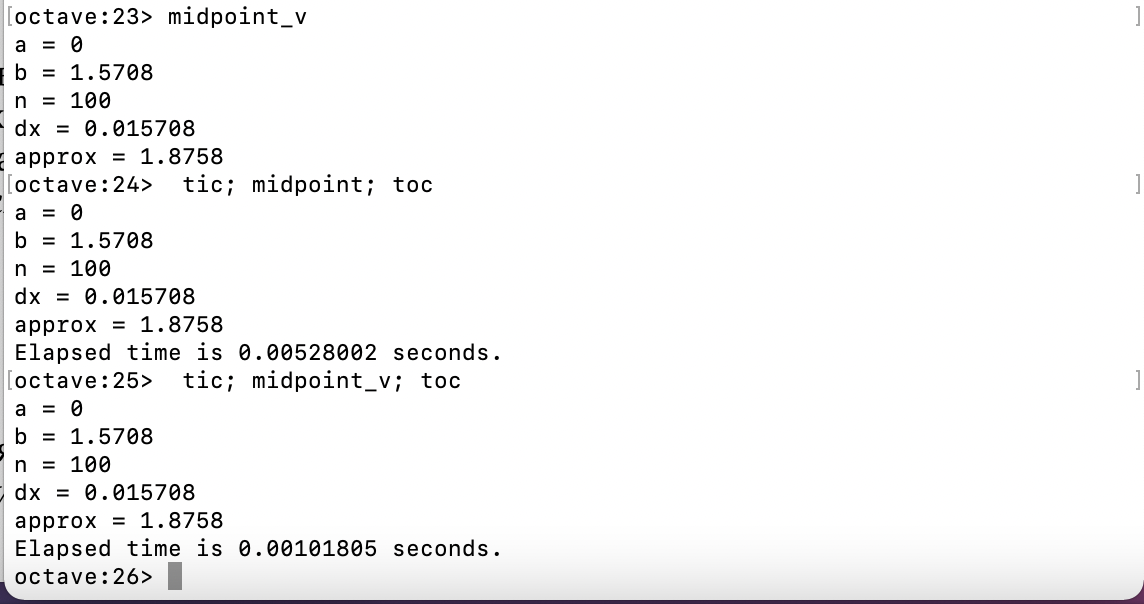 [octave:23> midpoint_v ]
a = 0
b = 1.5708
n = 100
dx = 0.015708
approx = 1.8758
[octave:24>  tic; midpoint; toc ]
a = 0
b = 1.5708
n = 100
dx = 0.015708
approx = 1.8758
Elapsed time is 0.00528002 seconds.
[octave:25>  tic; midpoint_v; toc ]
a = 0
b = 1.5708
n = 100
dx = 0.015708
approx = 1.8758
Elapsed time is 0.00101805 seconds.
octave:26>